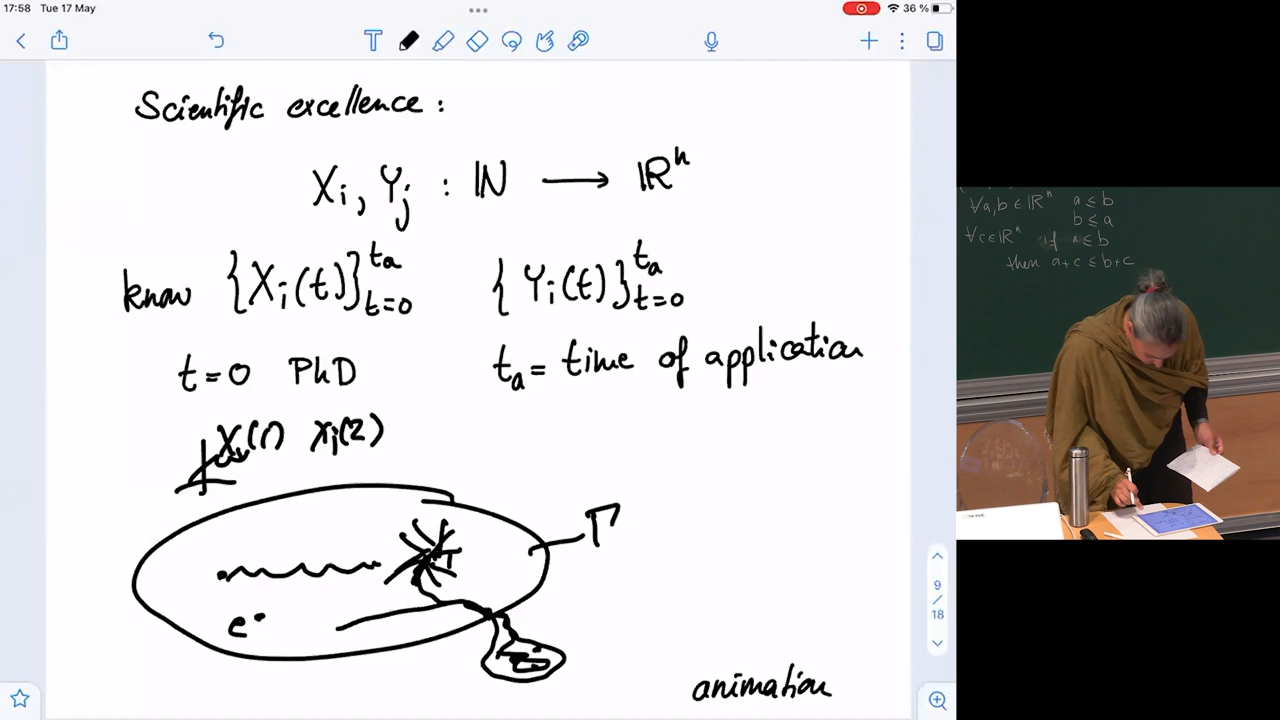 17:58 Tue 17 May
36 %
Scientific excellence :
Xi, Yj : ℕ ⟶ ℝⁿ
know {Xi(t)}ₜ₌₀^ta {Yi(t)}ₜ₌₀^ta
t=0 PhD ta = time of application
Xi(1) Xi(2)
Γ
e⁻
animation
9
/
18
∀a,b ∈ ℝⁿ a ≤ b
b ≤ a
∀c∈ℝⁿ if a ≤ b
then a+c ≤ b+c